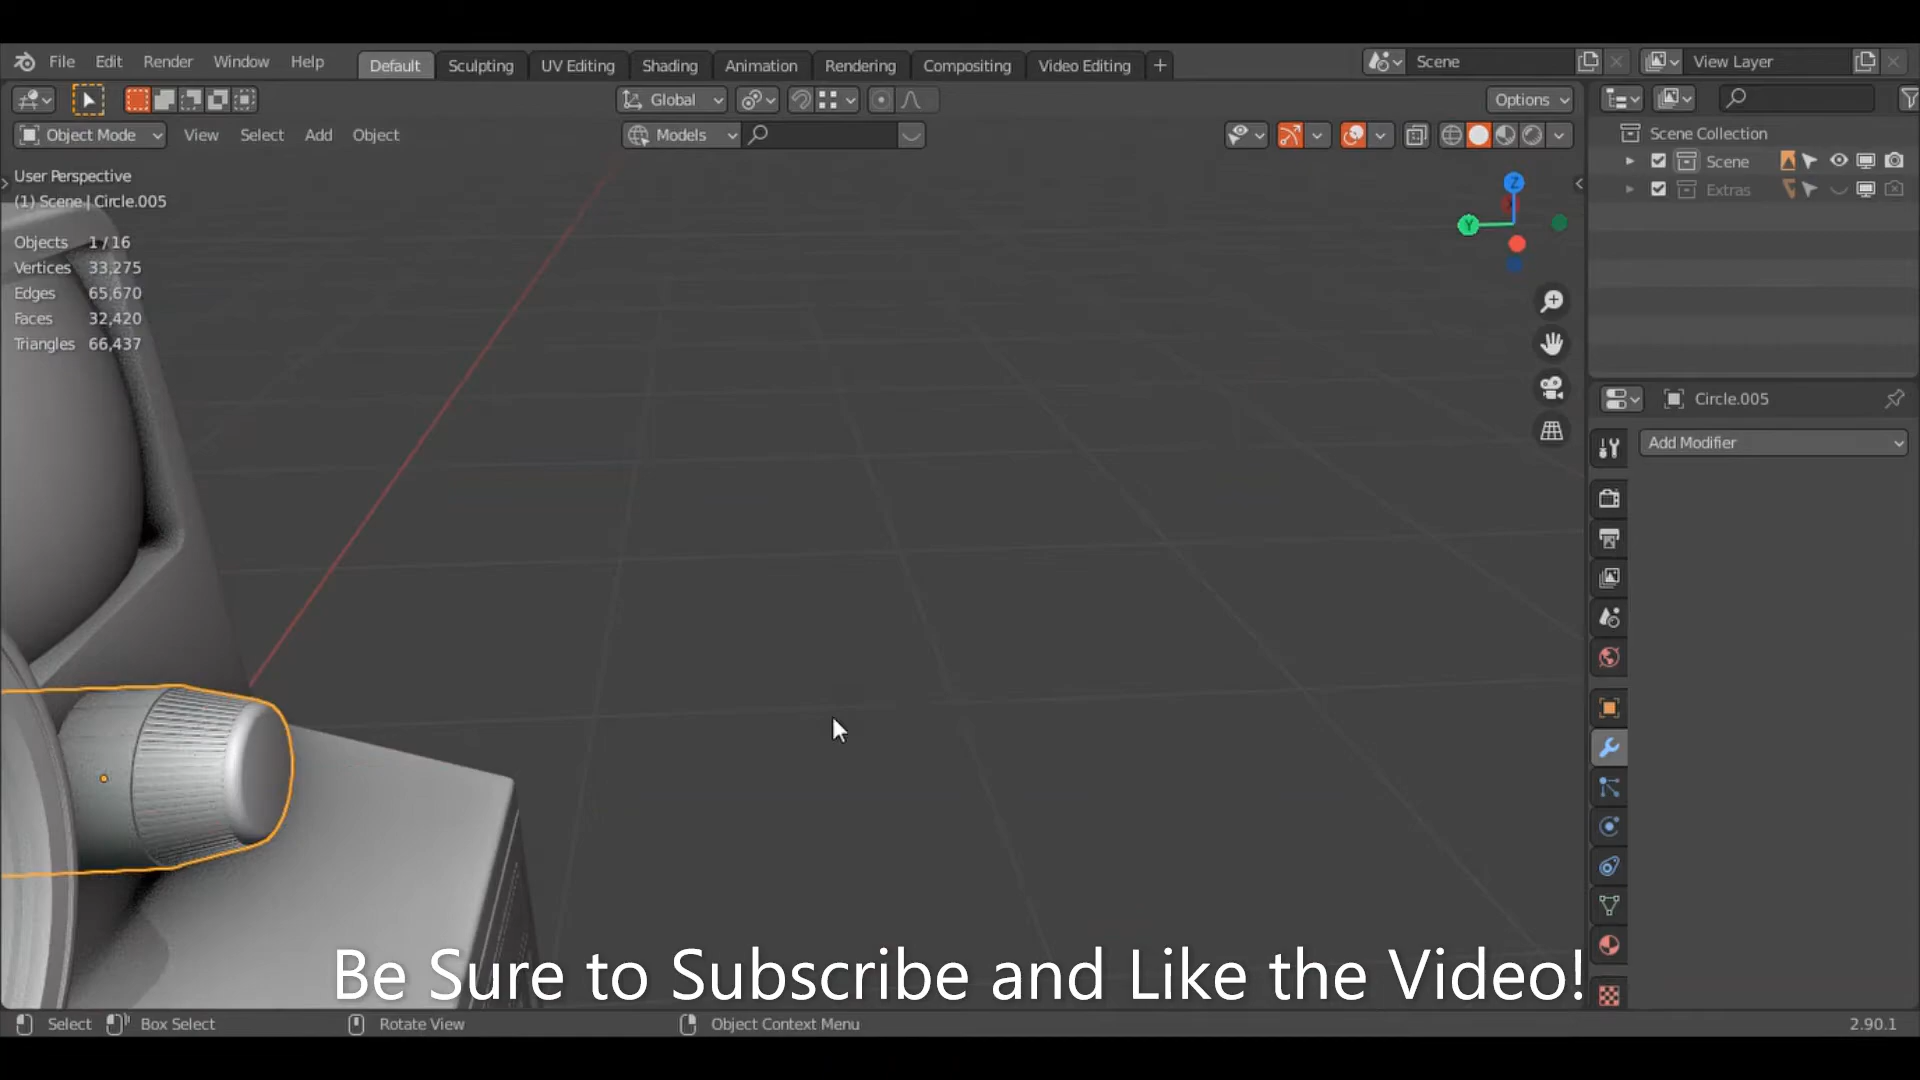 File Edit Render Window Help Default Sculpting UV Editing Shading Animation Rendering Compositing Video Editing + Scene View Layer
Global Options
Object Mode View Select Add Object Models
User Perspective
(1) Scene | Circle.005
Objects 1 / 16
Vertices 33,275
Edges 65,670
Faces 32,420
Triangles 66,437
Z
Y
Scene Collection
Scene
Extras
Circle.005
Add Modifier
Be Sure to Subscribe and Like the Video!
Select Box Select Rotate View Object Context Menu 2.90.1